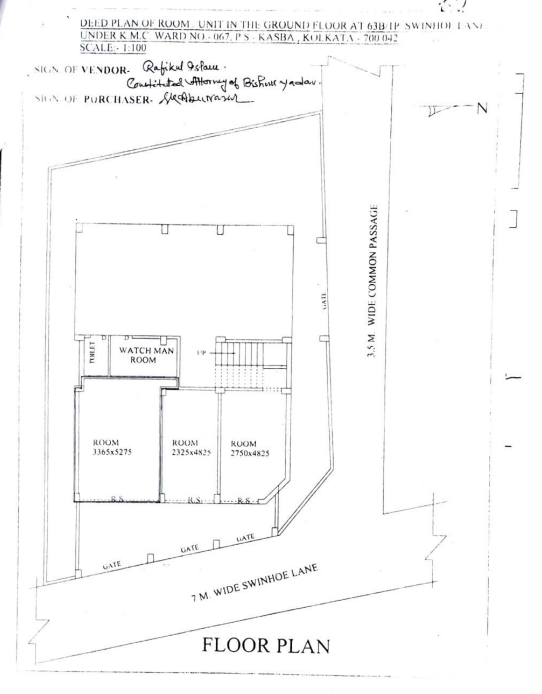 DEED PLAN OF ROOM. UNIT IN THE GROUND FLOOR AT 63B/1P SWINHOE LANE
UNDER K.M.C. WARD NO.- 067, P.S.- KASBA, KOLKATA - 700 042
SCALE:- 1:100
SIGN OF VENDOR- Rafikul Islam.
Constituted Attorney of Bishnu Yadav.
SIGN OF PURCHASER-
N
3.5 M. WIDE COMMON PASSAGE
GATE
TOILET
D
D
WATCH MAN
ROOM
UP
ROOM
3365x5275
ROOM
2325x4825
ROOM
2750x4825
R.S.
R.S.
R.S.
GATE
GATE
GATE
7 M. WIDE SWINHOE LANE
FLOOR PLAN